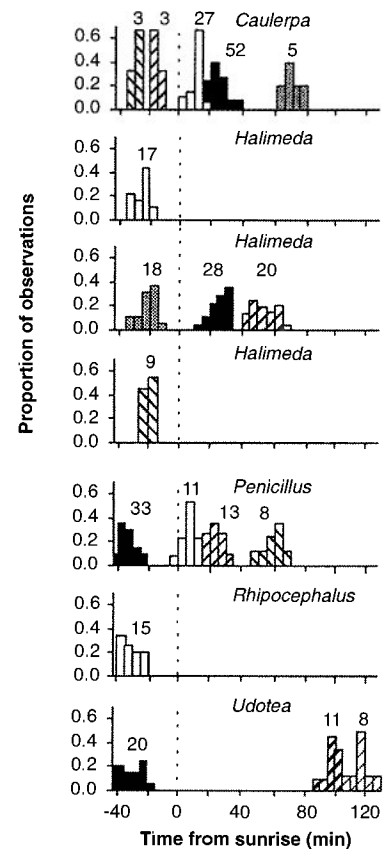 3 3 27 52 5 Caulerpa
0.6
0.4
0.2
0.0
Halimeda
0.6
17
0.4
0.2
0.0
Halimeda
0.6
18 28 20
0.4
0.2
0.0
Halimeda
0.6
9
0.4
0.2
0.0
Proportion of observations
Penicillus
0.6
33 11 13 8
0.4
0.2
0.0
Rhipocephalus
0.6
15
0.4
0.2
0.0
Udotea
0.6
20 11 8
0.4
0.2
0.0
-40 0 40 80 120
Time from sunrise (min)